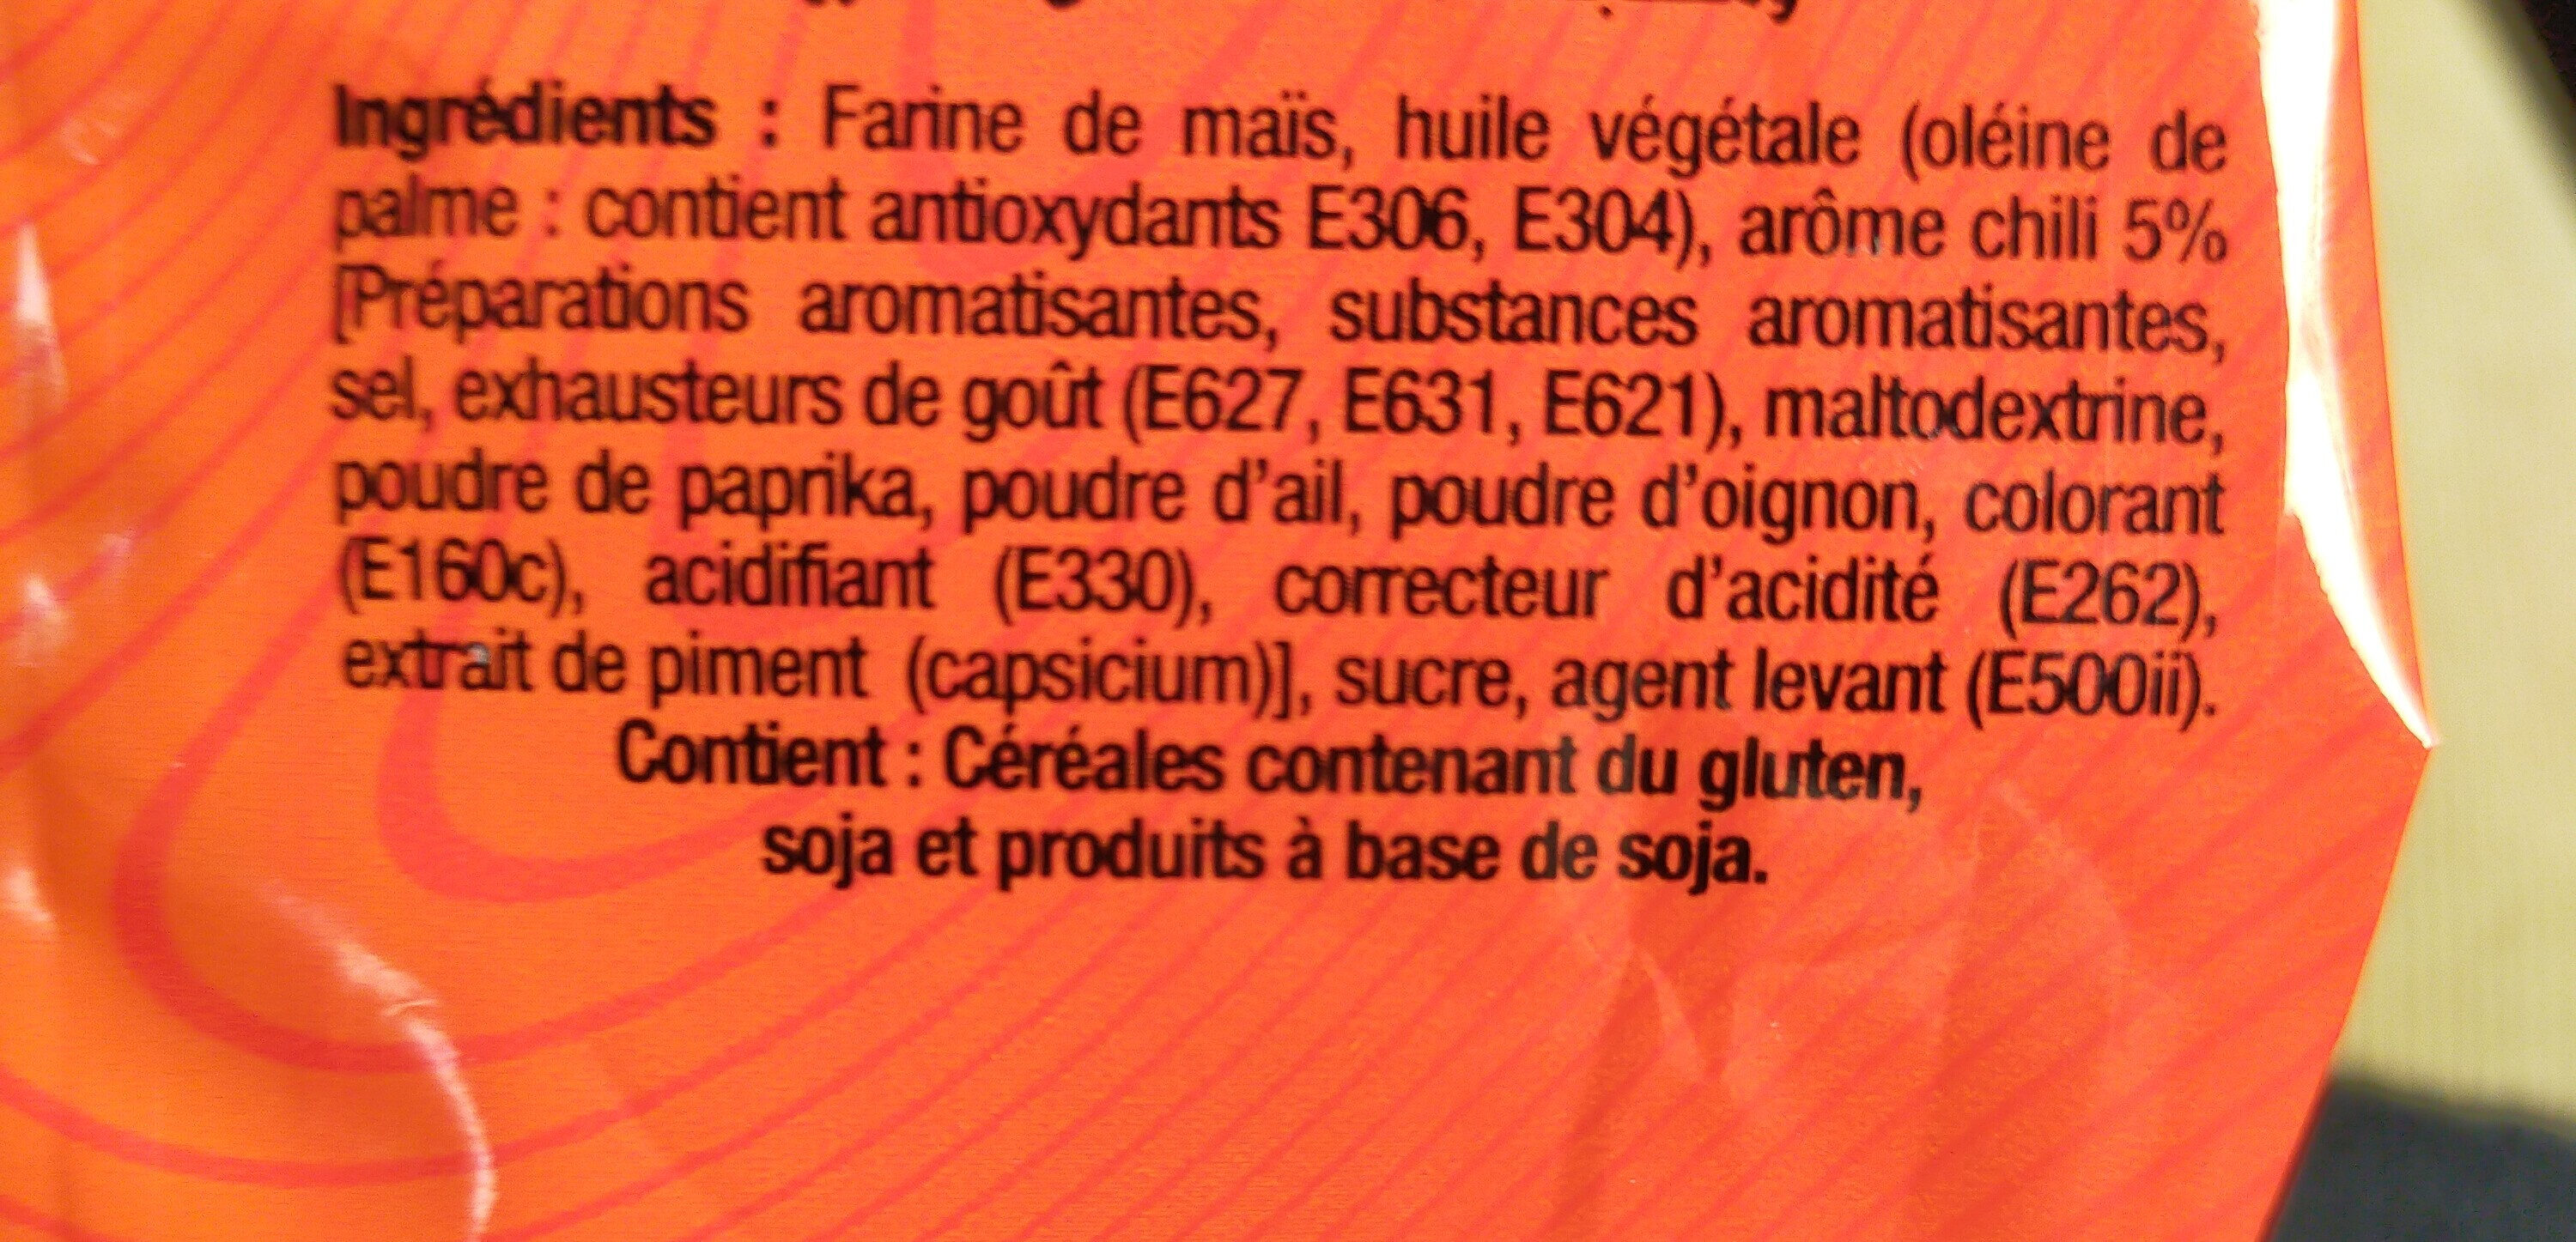 Ingrédients : Farine de maïs, huile végétale (oléine de
palme : contient antioxydants E306, E304), arôme chili 5%
[Préparations aromatisantes, substances aromatisantes,
sel, exhausteurs de goût (E627, E631, E621), maltodextrine,
poudre de paprika, poudre d'ail, poudre d'oignon, colorant
(E160c), acidifiant (E330), correcteur d'acidité (E262),
extrait de piment (capsicium)], sucre, agent levant (E500ii).
Contient : Céréales contenant du gluten,
soja et produits à base de soja.